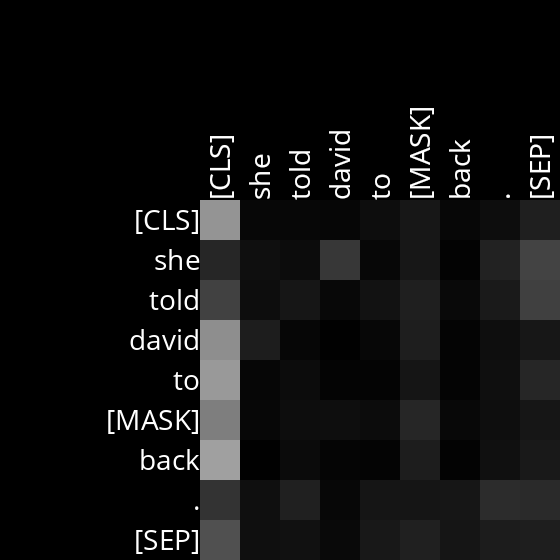 [CLS] she told david to [MASK] back . [SEP]
[CLS]
she
told
david
to
[MASK]
back
.
[SEP]